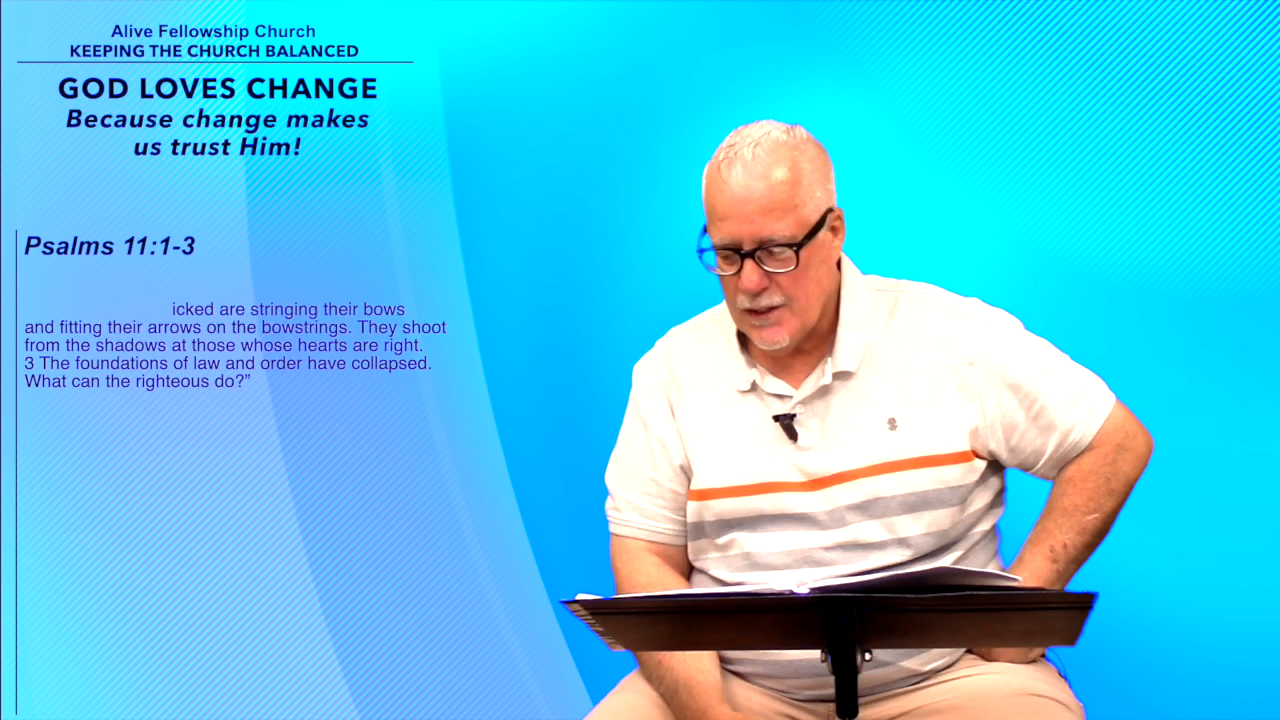 Alive Fellowship Church
KEEPING THE CHURCH BALANCED
GOD LOVES CHANGE
Because change makes
us trust Him!
Psalms 11:1-3
icked are stringing their bows
and fitting their arrows on the bowstrings. They shoot
from the shadows at those whose hearts are right.
3 The foundations of law and order have collapsed.
What can the righteous do?”